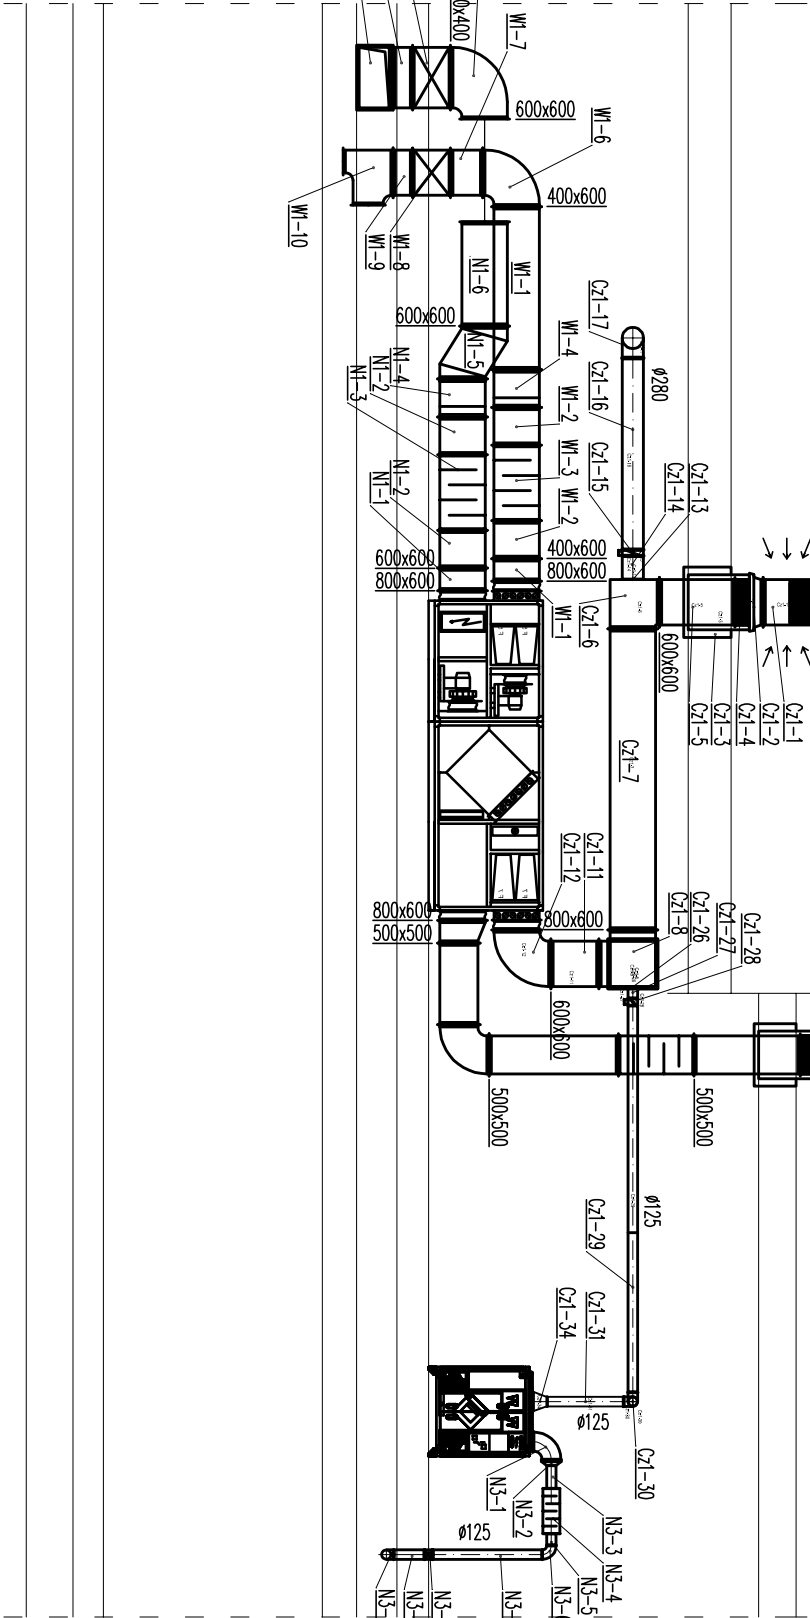 W1-7
600x600
W1-6
400x600
W1-10
W1-9
W1-8
W1-1
N1-6
600x600
N1-5
W1-4
Cz1-17
Cz1-16
ø280
N1-4
N1-2
N1-3
W1-2
W1-3
W1-2
Cz1-15
Cz1-14
Cz1-13
N1-2
N1-1
600x600
800x600
400x600
800x600
W1-1
Cz1-6
600x600
Cz1-5
Cz1-3
Cz1-4
Cz1-2
Cz1-1
Cz1-7
Cz1-12
Cz1-11
800x600
500x500
800x600
Cz1-8
Cz1-26
Cz1-27
Cz1-28
600x600
500x500
500x500
ø125
Cz1-29
Cz1-34
Cz1-31
ø125
Cz1-30
N3-1
N3-2
N3-3
N3-4
N3-5
ø125